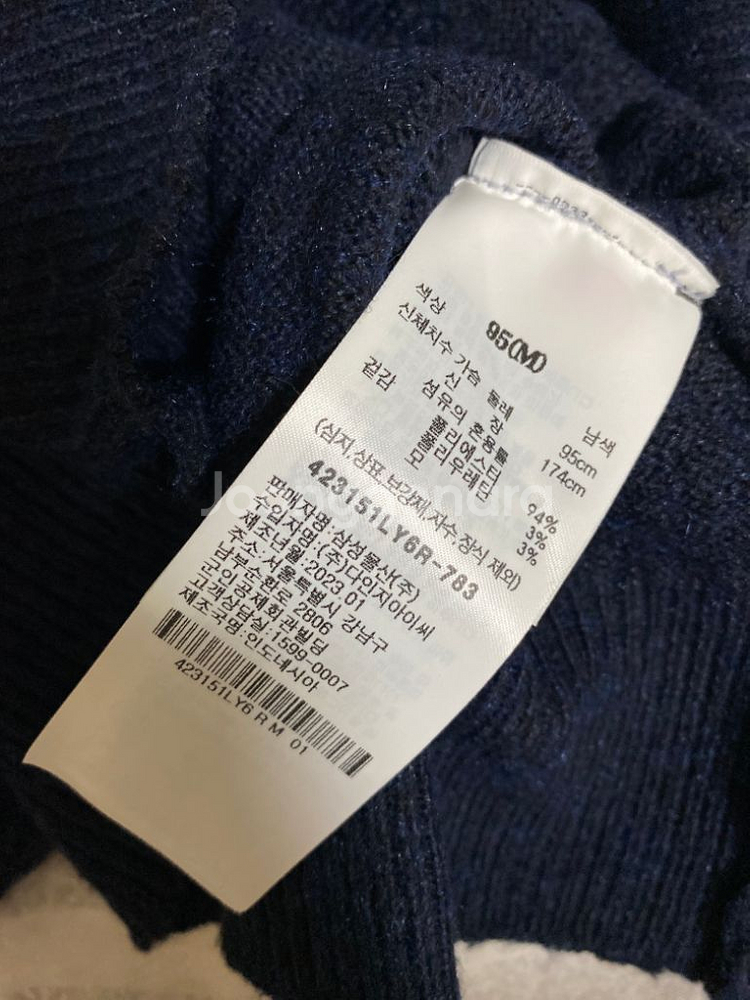 95(M)
색상 남색
신체치수 가슴 둘레 95cm
신 장 174cm
겉감 섬유의 혼용률
폴리에스터 94%
폴리우레탄 3%
모 3%
(심지,상표,보강재,자수,장식 제외)
423151LY6R-783
판매자명:삼성물산(주)
수입자명:(주)다이지아이씨
제조년월:2023.01
주소:서울특별시 강남구
남부순환로 2806
군인공제회관빌딩
고객상담실:1599-0007
제조국명:인도네시아
423151LY6 R M 01
Joonggonara